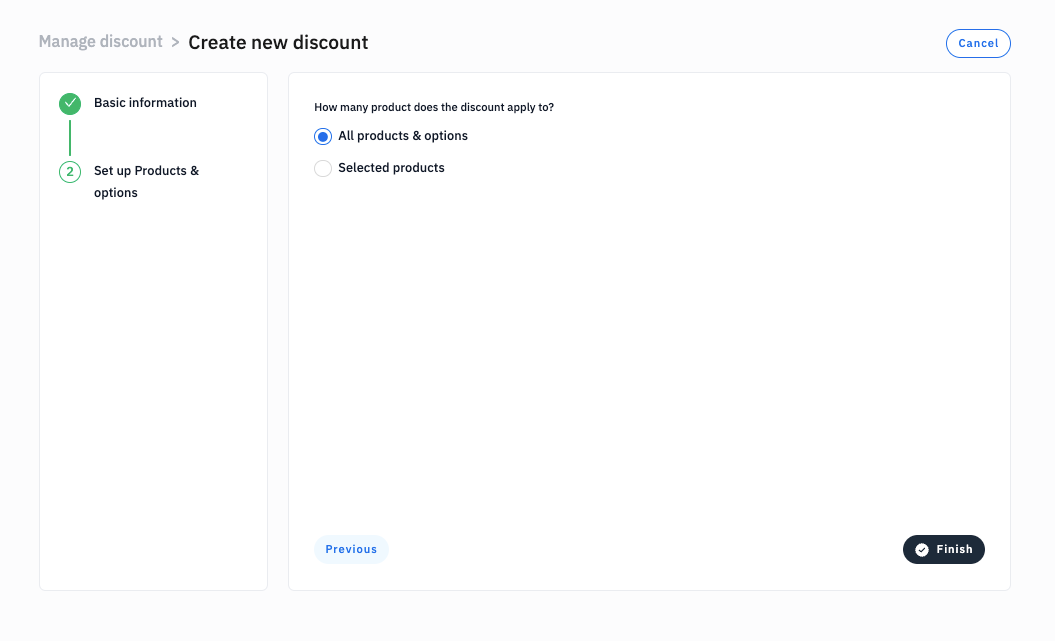 Manage discount > Create new discount
Cancel
Basic information
2 Set up Products &
options
How many product does the discount apply to?
All products & options
Selected products
Previous
Finish